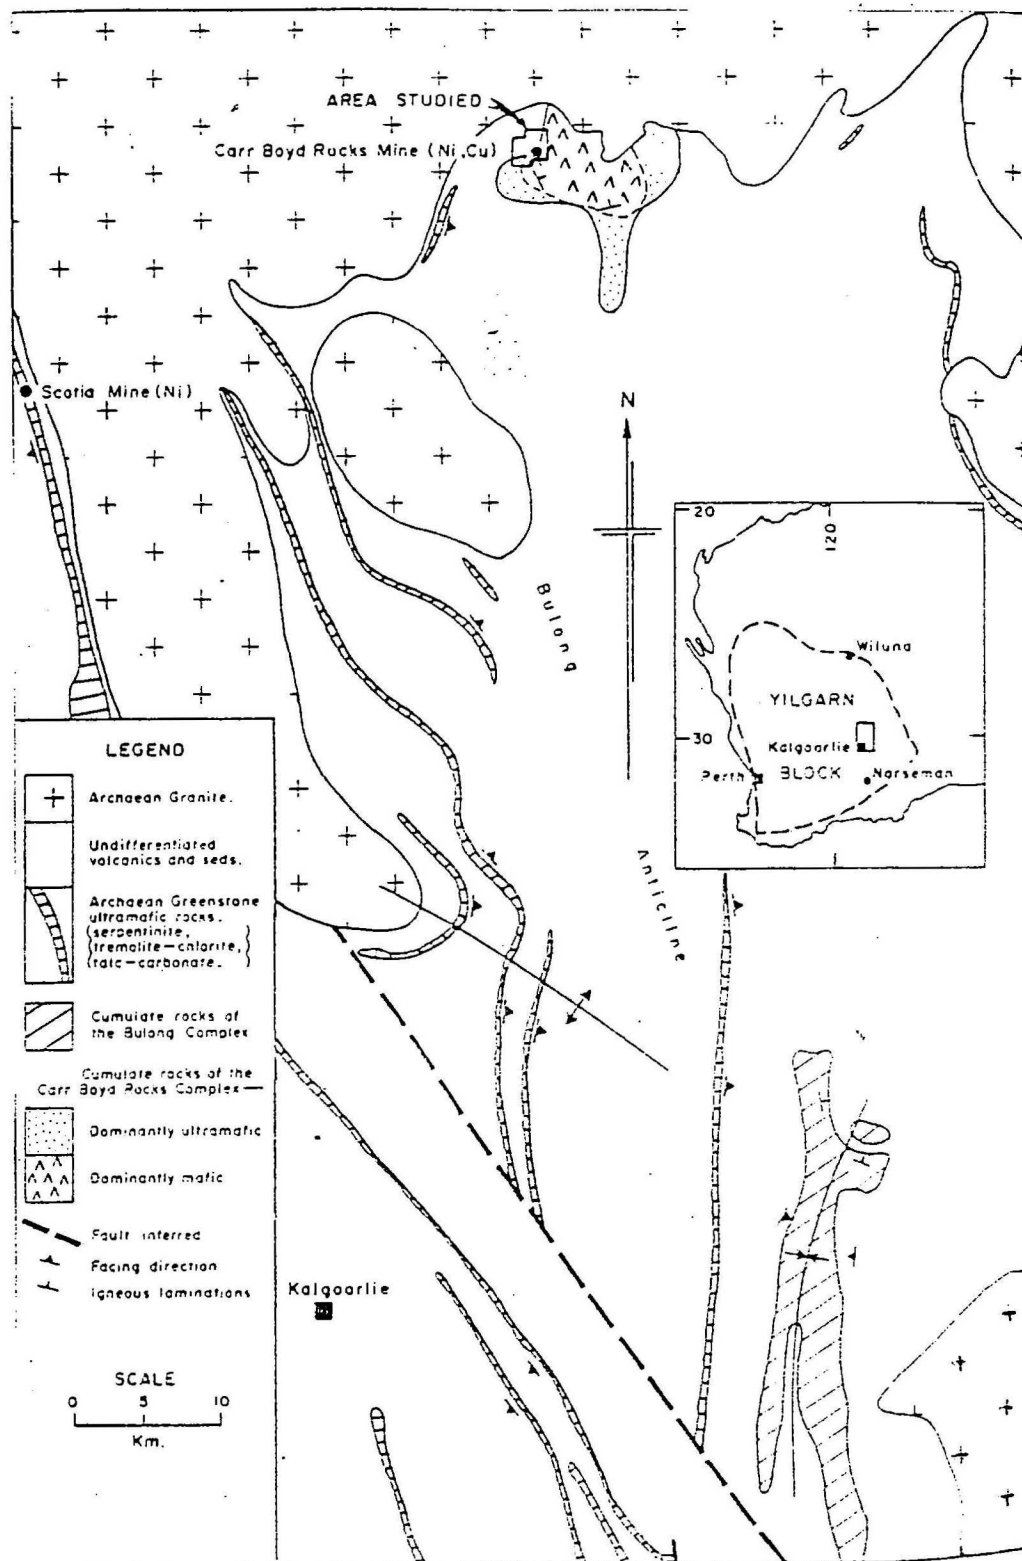 AREA STUDIED
Carr Boyd Rocks Mine (Ni,Cu)
Scotia Mine (Ni)
N
Bulong
Anticline
20
120
Wiluna
YILGARN
30
Kalgoorlie
Perth
BLOCK
Norseman
LEGEND
Archaean Granite.
Undifferentiated
volcanics and seds.
Archaean Greenstone
ultramafic rocks.
(serpentinite,
tremolite-chlorite,
talc-carbonate.
Cumulate rocks of
the Bulong Complex
Cumulate rocks of the
Carr Boyd Rocks Complex—
Dominantly ultramafic
Dominantly mafic
Fault inferred
Facing direction
Igneous laminations
Kalgoorlie
SCALE
0 5 10
Km.